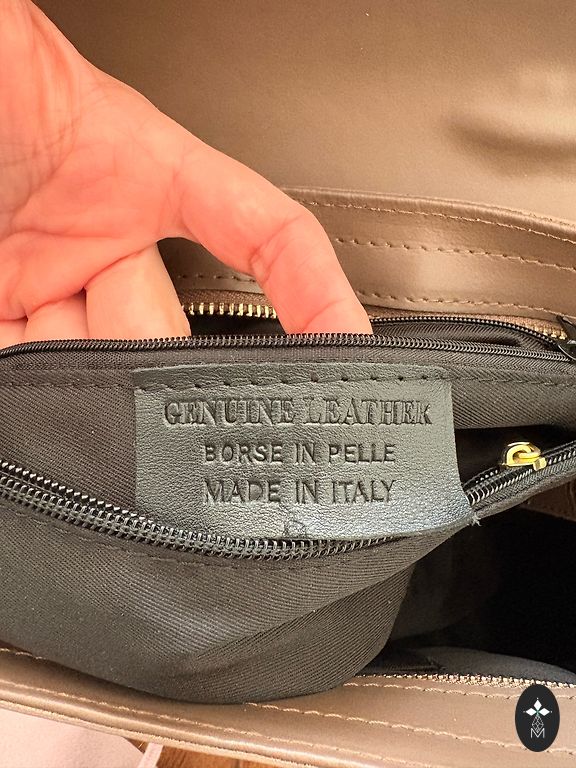 GENUINE LEATHER
BORSE IN PELLE
MADE IN ITALY
M